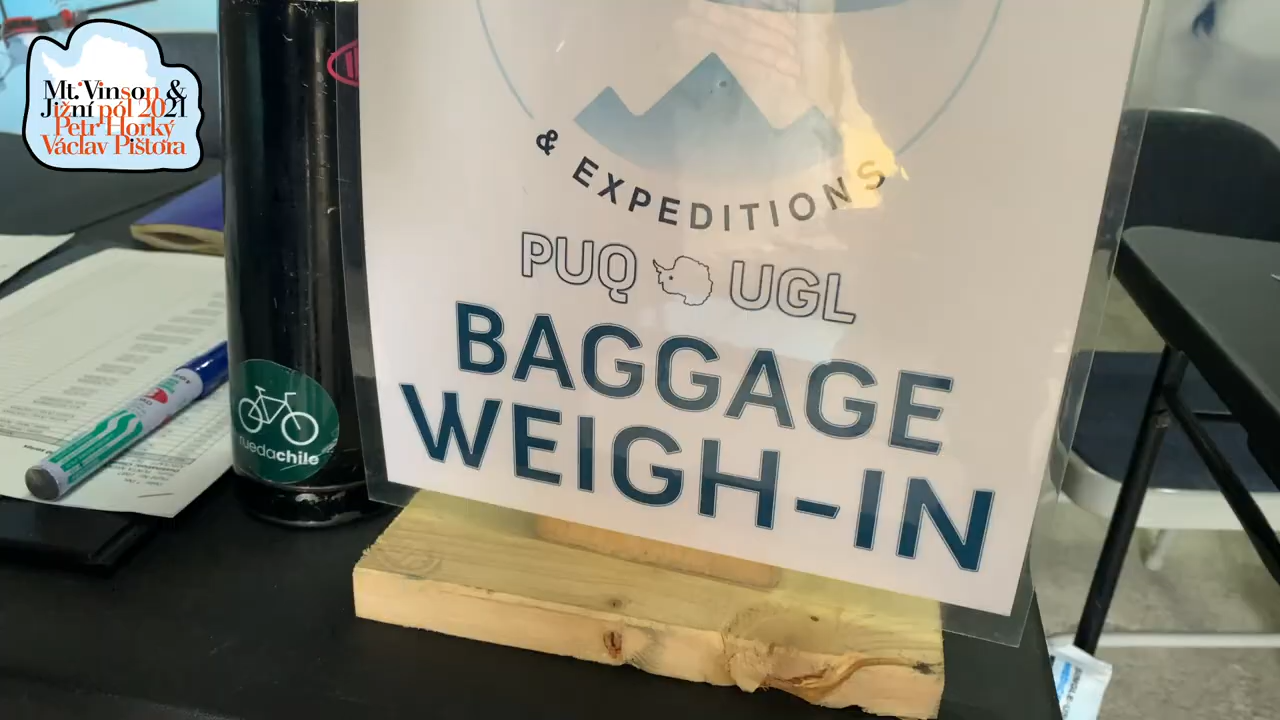 Mt. Vinson &
Jižní pól 2021
Petr Horký
Václav Pištora
& EXPEDITIONS
PUQ UGL
BAGGAGE
WEIGH-IN
ruedachile